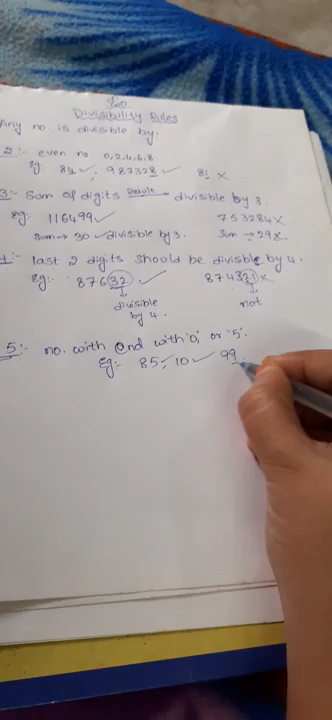 Divisibility Rules
Any no. is divisible by.
2:- even no 0,2,4,6,8
Eg: 84 ✓, 987328 ✓ 81 X
3:- Sum of digits Result → divisible by 3.
eg: 116499 ✓ 753284 X
Sum → 30 ✓ divisible by 3. Sum → 29 X.
4:- last 2 digits should be divisible by 4.
Eg:- 87632 ✓ 874371 X
↓ divisible by 4. ↓ not
5:- no. with end with '0' or '5'.
Eg:- 85 ✓, 10 ✓ 99